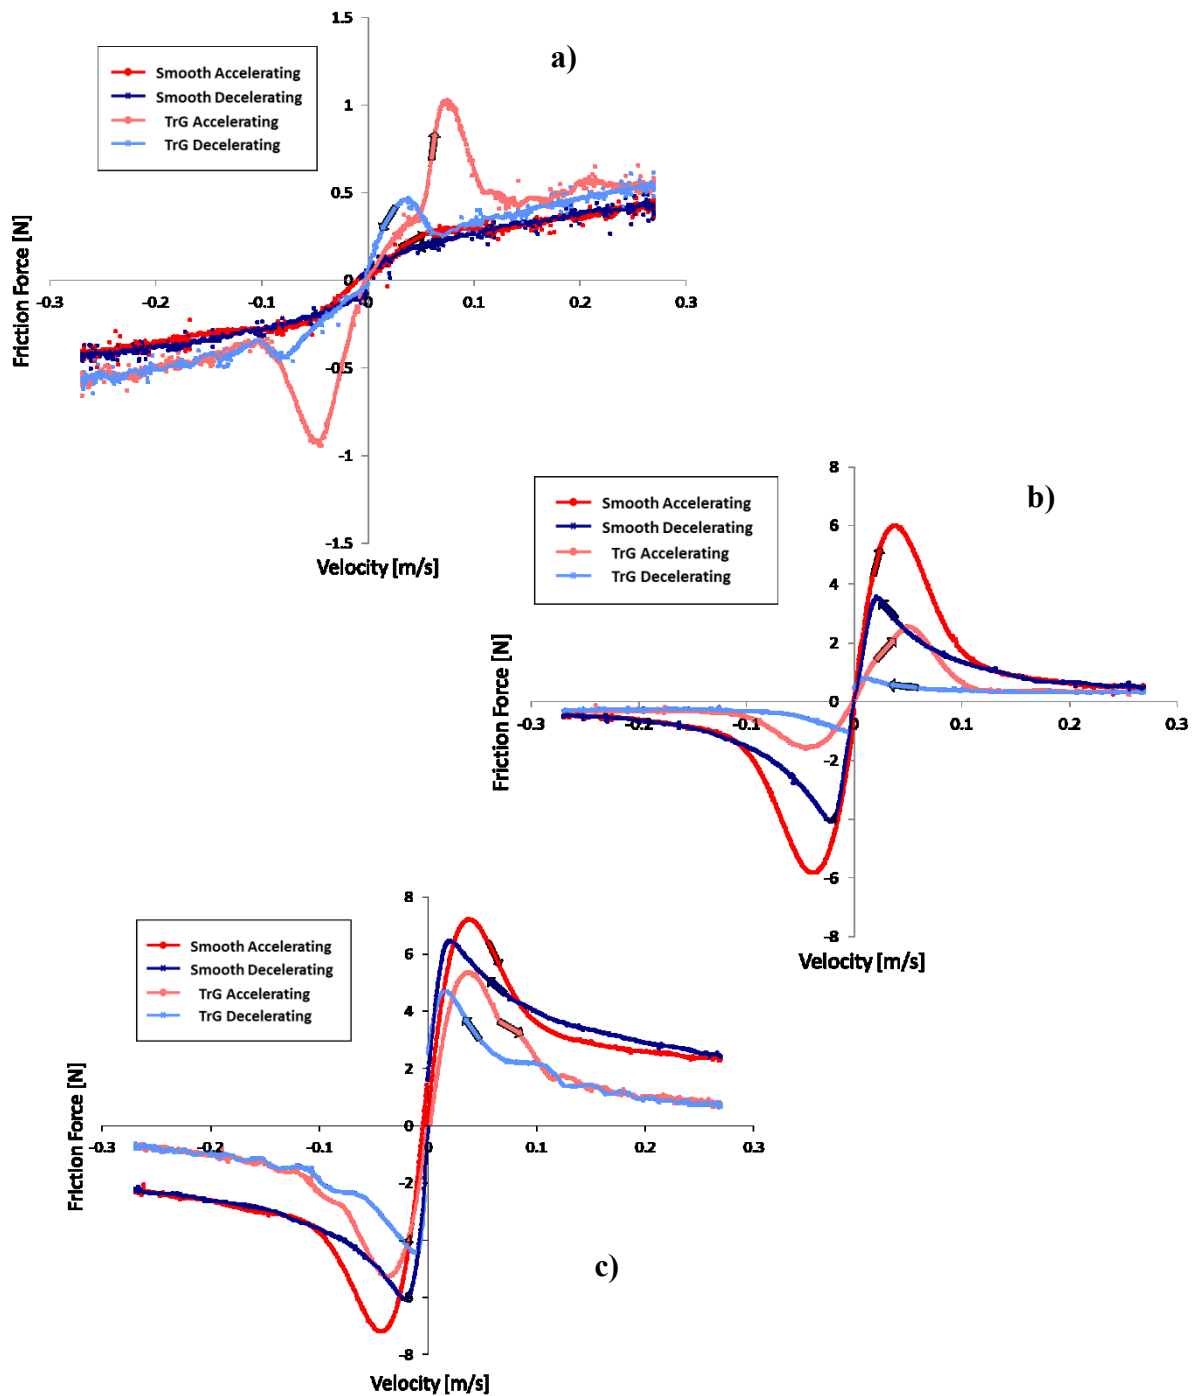 a)
Smooth Accelerating
Smooth Decelerating
TrG Accelerating
TrG Decelerating
Friction Force [N]
1.5
1
0.5
0
-0.5
-1
-1.5
-0.3
-0.2
-0.1
0
0.1
0.2
0.3
Velocity [m/s]
b)
Smooth Accelerating
Smooth Decelerating
TrG Accelerating
TrG Decelerating
Friction Force [N]
8
6
4
2
0
-2
-4
-6
-8
-0.3
-0.2
-0.1
0
0.1
0.2
0.3
Velocity [m/s]
Smooth Accelerating
Smooth Decelerating
TrG Accelerating
TrG Decelerating
Friction Force [N]
8
6
4
2
0
-2
-4
-6
-8
-0.3
-0.2
-0.1
0
0.1
0.2
0.3
c)
Velocity [m/s]